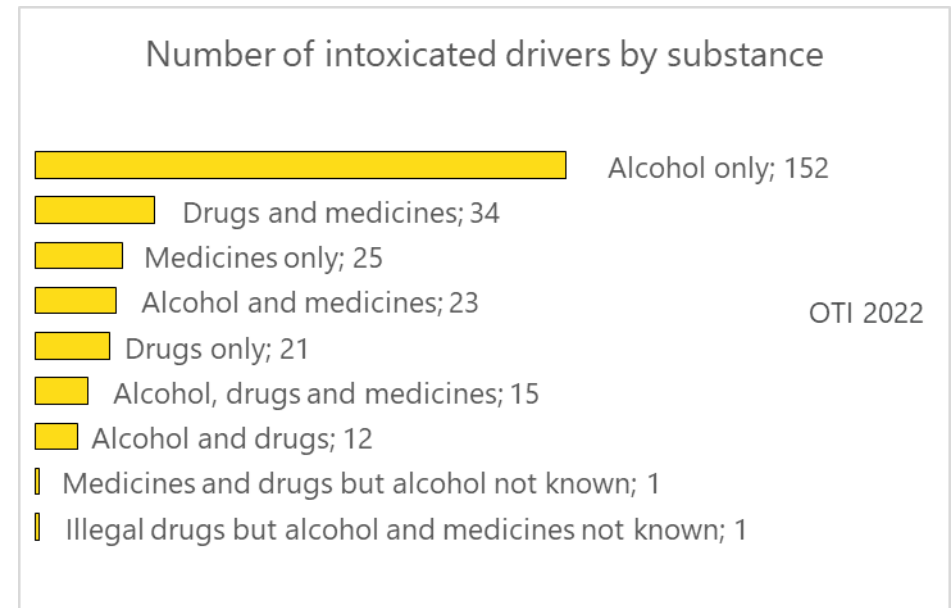 Number of intoxicated drivers by substance
Alcohol only; 152
Drugs and medicines; 34
Medicines only; 25
Alcohol and medicines; 23
OTI 2022
Drugs only; 21
Alcohol, drugs and medicines; 15
Alcohol and drugs; 12
Medicines and drugs but alcohol not known; 1
Illegal drugs but alcohol and medicines not known; 1